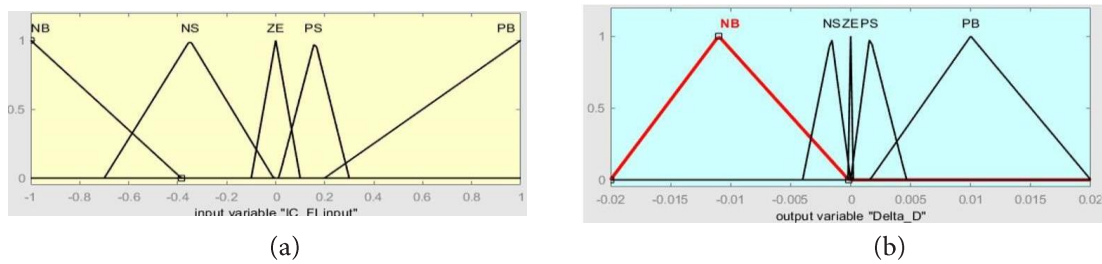 NB NS ZE PS PB
1
0.5
0
-1 -0.8 -0.6 -0.4 -0.2 0 0.2 0.4 0.6 0.8 1
input variable "IC_FLinput"
(a)
NB NS ZE PS PB
1
0.5
0
-0.02 -0.015 -0.01 -0.005 0 0.005 0.01 0.015 0.02
output variable "Delta_D"
(b)